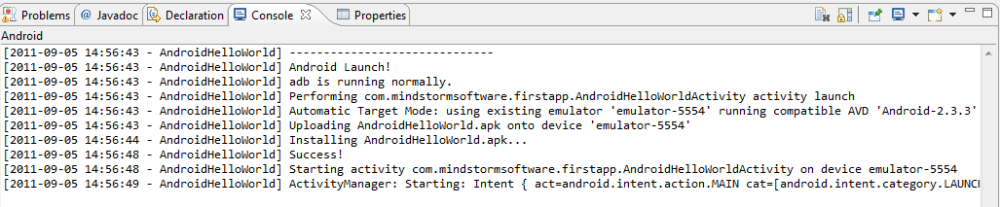 Problems @ Javadoc Declaration Console Properties
Android
[2011-09-05 14:56:43 - AndroidHelloWorld] ------------------------------
[2011-09-05 14:56:43 - AndroidHelloWorld] Android Launch!
[2011-09-05 14:56:43 - AndroidHelloWorld] adb is running normally.
[2011-09-05 14:56:43 - AndroidHelloWorld] Performing com.mindstormsoftware.firstapp.AndroidHelloWorldActivity activity launch
[2011-09-05 14:56:43 - AndroidHelloWorld] Automatic Target Mode: using existing emulator 'emulator-5554' running compatible AVD 'Android-2.3.3'
[2011-09-05 14:56:43 - AndroidHelloWorld] Uploading AndroidHelloWorld.apk onto device 'emulator-5554'
[2011-09-05 14:56:44 - AndroidHelloWorld] Installing AndroidHelloWorld.apk...
[2011-09-05 14:56:48 - AndroidHelloWorld] Success!
[2011-09-05 14:56:48 - AndroidHelloWorld] Starting activity com.mindstormsoftware.firstapp.AndroidHelloWorldActivity on device emulator-5554
[2011-09-05 14:56:49 - AndroidHelloWorld] ActivityManager: Starting: Intent { act=android.intent.action.MAIN cat=[android.intent.category.LAUNC